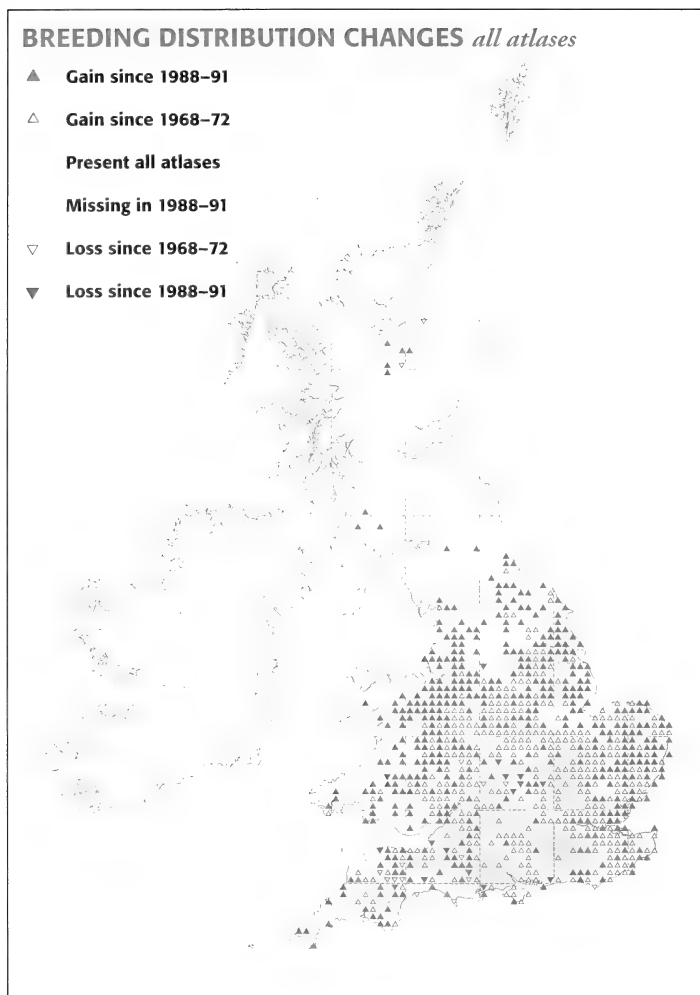 BREEDING DISTRIBUTION CHANGES all atlases
Gain since 1988–91
Gain since 1968–72
Present all atlases
Missing in 1988–91
Loss since 1968–72
Loss since 1988–91